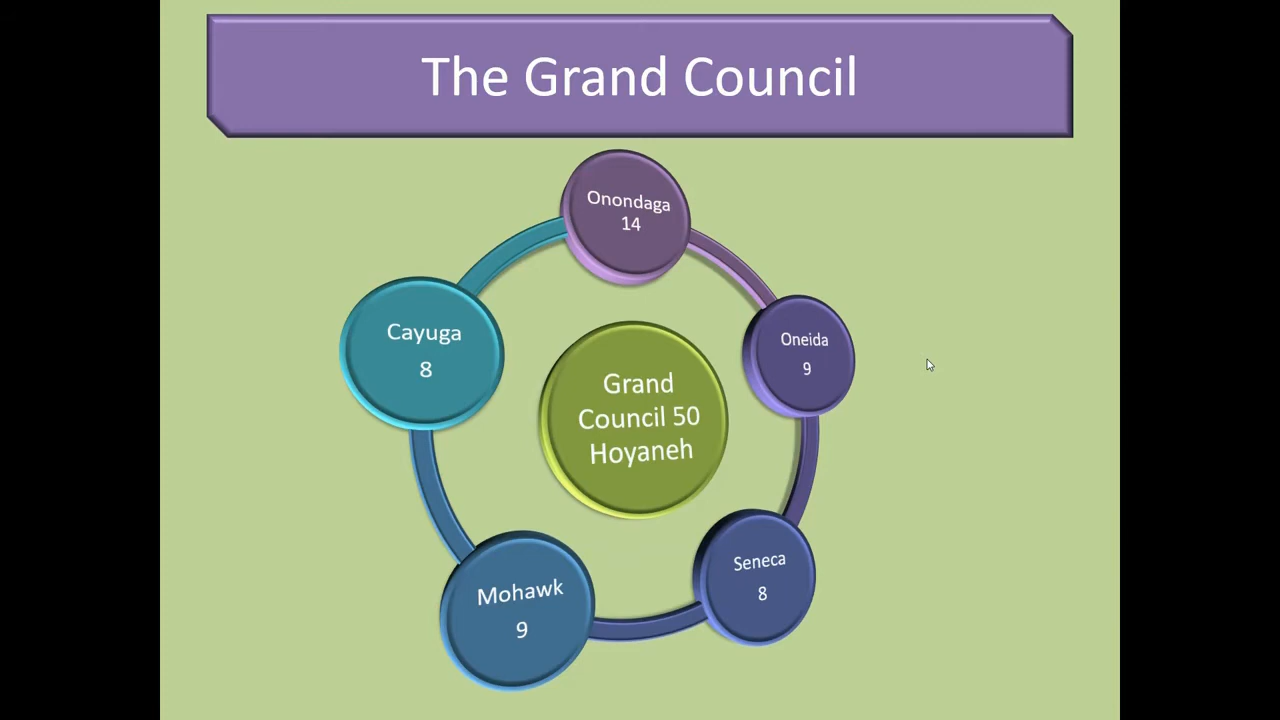 The Grand Council
Onondaga
14
Oneida
9
Seneca
8
Mohawk
9
Cayuga
8
Grand
Council 50
Hoyaneh